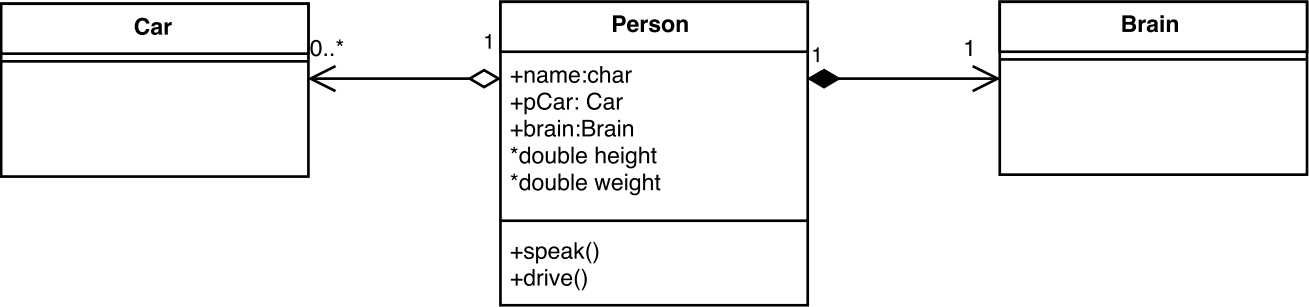 Car
0..*
1
Person
+name:char
+pCar: Car
+brain:Brain
*double height
*double weight
+speak()
+drive()
1
1
Brain